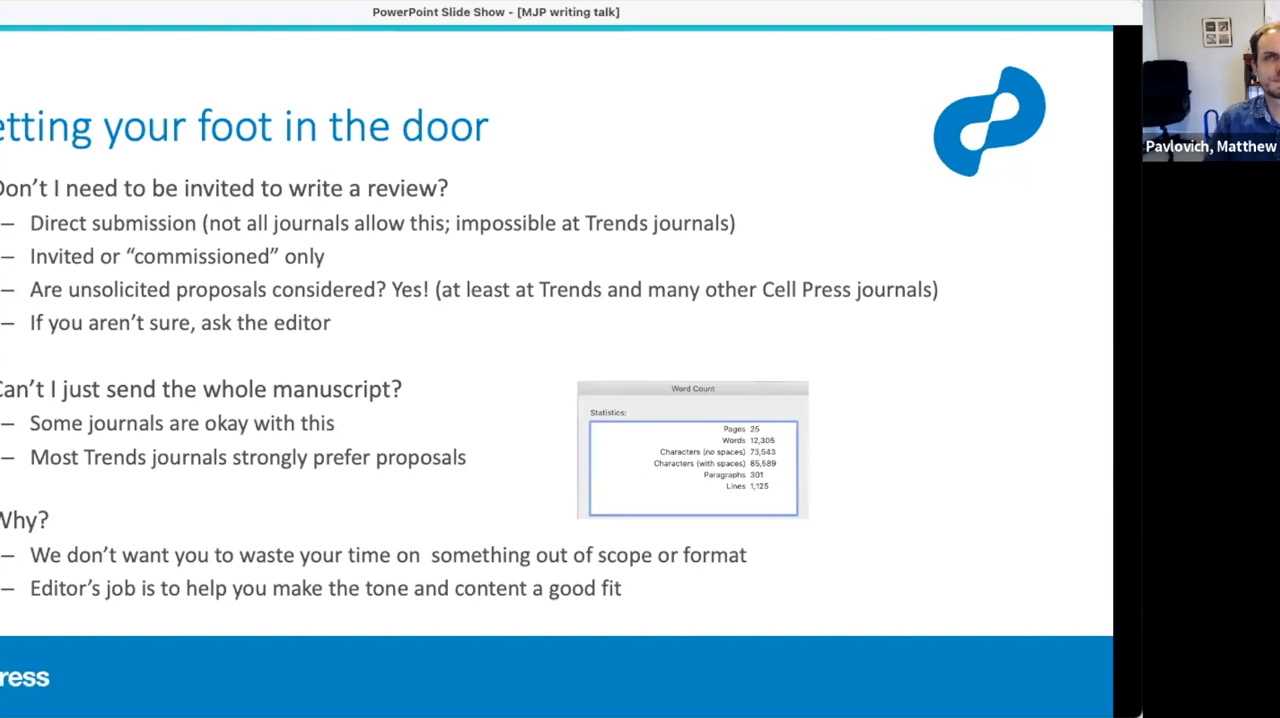 PowerPoint Slide Show - [MJP writing talk]
etting your foot in the door
Don't I need to be invited to write a review?
– Direct submission (not all journals allow this; impossible at Trends journals)
– Invited or “commissioned” only
– Are unsolicited proposals considered? Yes! (at least at Trends and many other Cell Press journals)
– If you aren't sure, ask the editor
Can't I just send the whole manuscript?
– Some journals are okay with this
– Most Trends journals strongly prefer proposals
Word Count
Statistics:
Pages 25
Words 12,305
Characters (no spaces) 73,543
Characters (with spaces) 85,589
Paragraphs 301
Lines 1,125
Why?
– We don't want you to waste your time on something out of scope or format
– Editor's job is to help you make the tone and content a good fit
ress
Pavlovich, Matthew